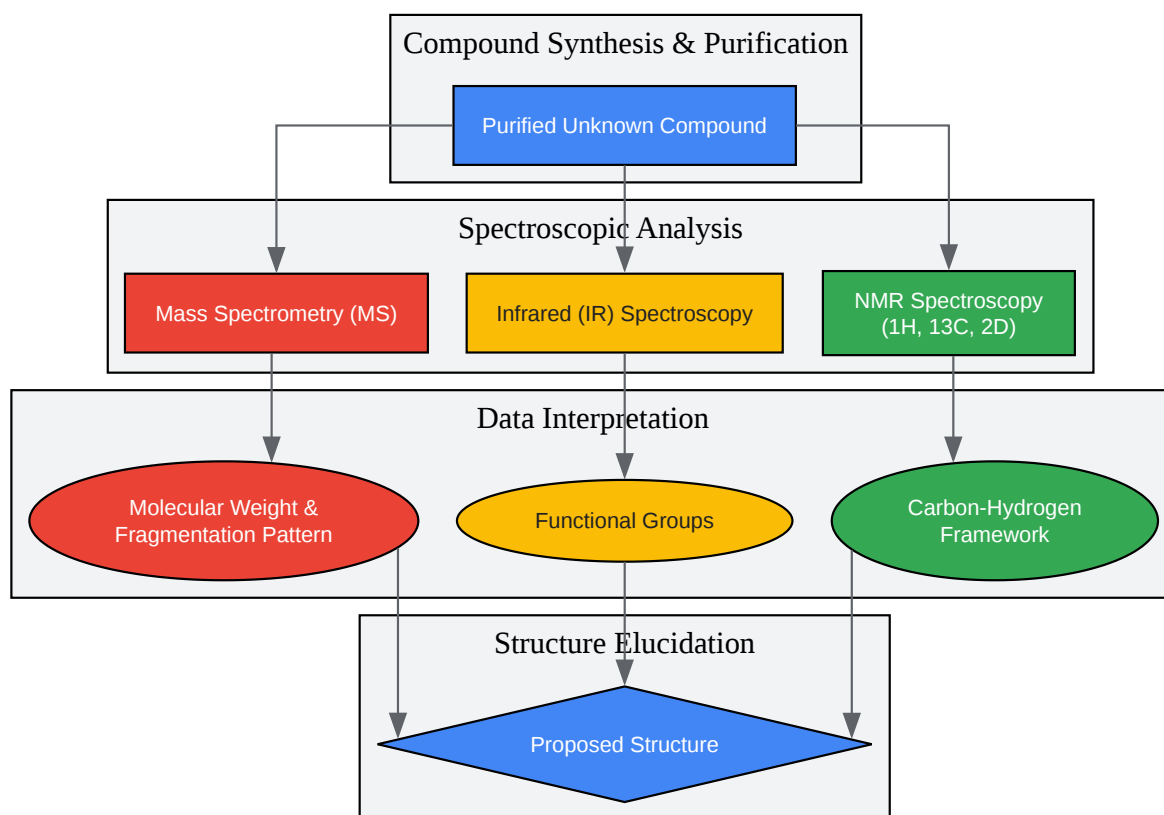 Compound Synthesis & Purification
Purified Unknown Compound
Spectroscopic Analysis
Mass Spectrometry (MS)
Infrared (IR) Spectroscopy
NMR Spectroscopy
(1H, 13C, 2D)
Data Interpretation
Molecular Weight &
Fragmentation Pattern
Functional Groups
Carbon-Hydrogen
Framework
Structure Elucidation
Proposed Structure